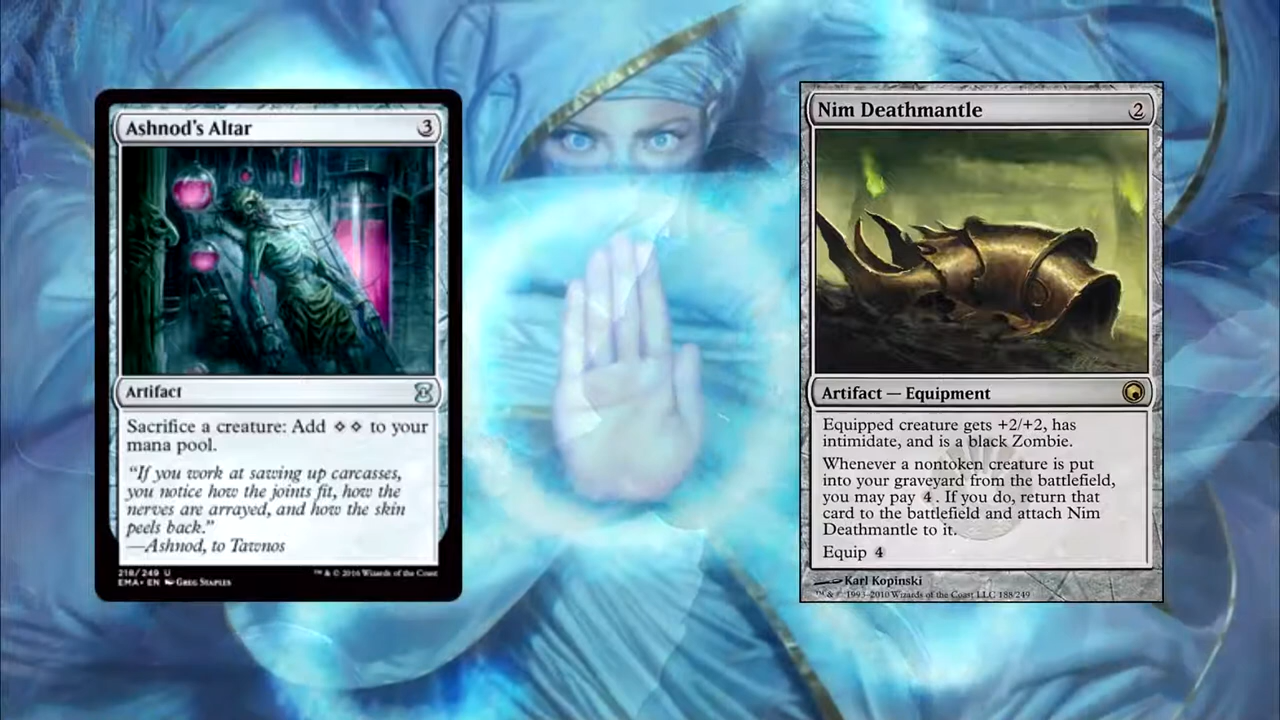 Ashnod's Altar 3
Artifact
Sacrifice a creature: Add ◇◇ to your
mana pool.
"If you work at sawing up carcasses,
you notice how the joints fit, how the
nerves are arrayed, and how the skin
peels back."
—Ashnod, to Tawnos
218/249 U
EMA • EN Greg Staples
™ & © 2016 Wizards of the Coast
Nim Deathmantle 2
Artifact — Equipment
Equipped creature gets +2/+2, has
intimidate, and is a black Zombie.
Whenever a nontoken creature is put
into your graveyard from the battlefield,
you may pay 4. If you do, return that
card to the battlefield and attach Nim
Deathmantle to it.
Equip 4
Karl Kopinski
™ & © 1993–2010 Wizards of the Coast LLC 188/249